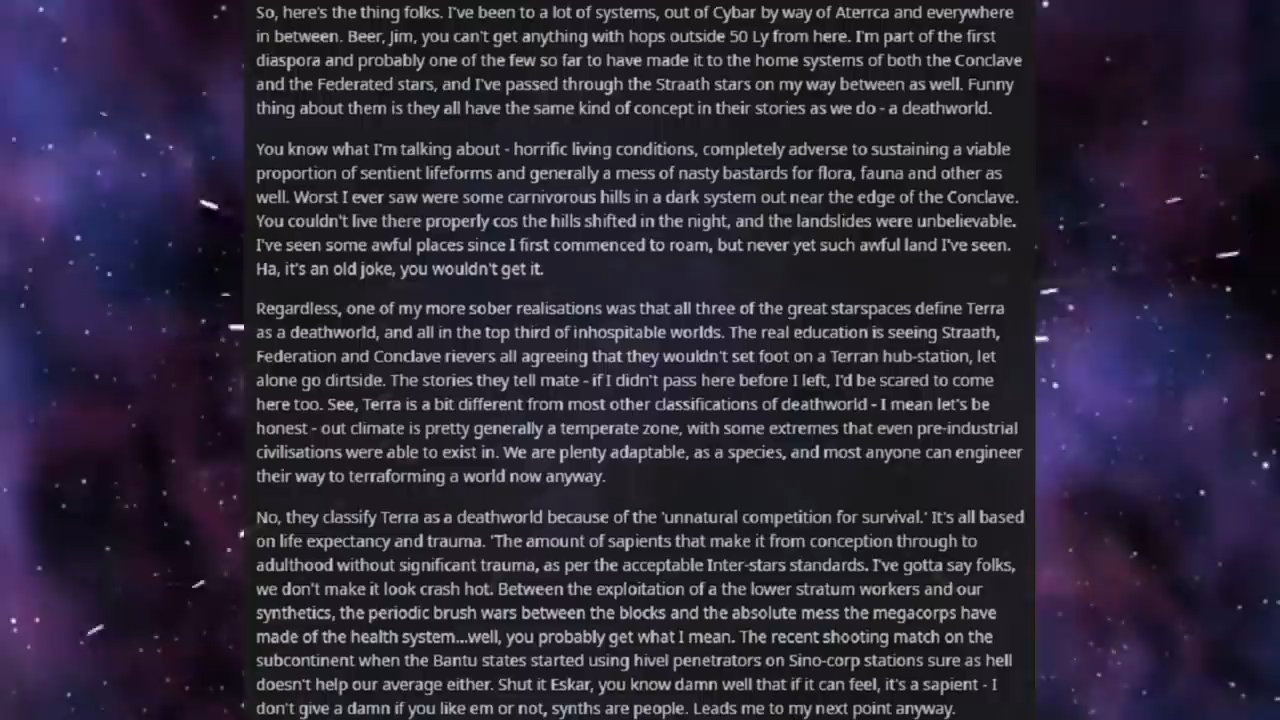 So, here's the thing folks. I've been to a lot of systems, out of Cybar by way of Aterrca and everywhere
in between. Beer, Jim, you can't get anything with hops outside 50 Ly from here. I'm part of the first
diaspora and probably one of the few so far to have made it to the home systems of both the Conclave
and the Federated stars, and I've passed through the Straath stars on my way between as well. Funny
thing about them is they all have the same kind of concept in their stories as we do - a deathworld.
You know what I'm talking about - horrific living conditions, completely adverse to sustaining a viable
proportion of sentient lifeforms and generally a mess of nasty bastards for flora, fauna and other as
well. Worst I ever saw were some carnivorous hills in a dark system out near the edge of the Conclave.
You couldn't live there properly cos the hills shifted in the night, and the landslides were unbelievable.
I've seen some awful places since I first commenced to roam, but never yet such awful land I've seen.
Ha, it's an old joke, you wouldn't get it.
Regardless, one of my more sober realisations was that all three of the great starspaces define Terra
as a deathworld, and all in the top third of inhospitable worlds. The real education is seeing Straath,
Federation and Conclave rievers all agreeing that they wouldn't set foot on a Terran hub-station, let
alone go dirtside. The stories they tell mate - if I didn't pass here before I left, I'd be scared to come
here too. See, Terra is a bit different from most other classifications of deathworld - I mean let's be
honest - out climate is pretty generally a temperate zone, with some extremes that even pre-industrial
civilisations were able to exist in. We are plenty adaptable, as a species, and most anyone can engineer
their way to terraforming a world now anyway.
No, they classify Terra as a deathworld because of the 'unnatural competition for survival.' It's all based
on life expectancy and trauma. 'The amount of sapients that make it from conception through to
adulthood without significant trauma, as per the acceptable Inter-stars standards. I've gotta say folks,
we don't make it look crash hot. Between the exploitation of a the lower stratum workers and our
synthetics, the periodic brush wars between the blocks and the absolute mess the megacorps have
made of the health system...well, you probably get what I mean. The recent shooting match on the
subcontinent when the Bantu states started using hivel penetrators on Sino-corp stations sure as hell
doesn't help our average either. Shut it Eskar, you know damn well that if it can feel, it's a sapient - I
don't give a damn if you like em or not, synths are people. Leads me to my next point anyway.